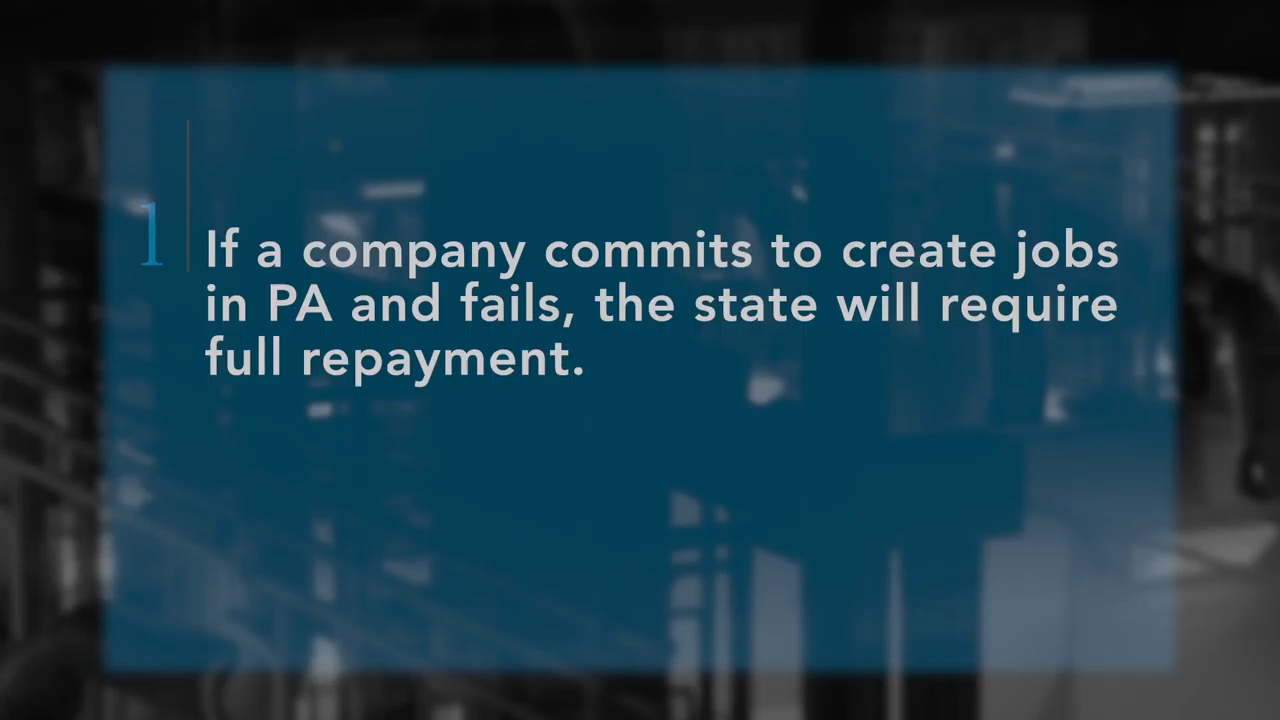 1
If a company commits to create jobs
in PA and fails, the state will require
full repayment.